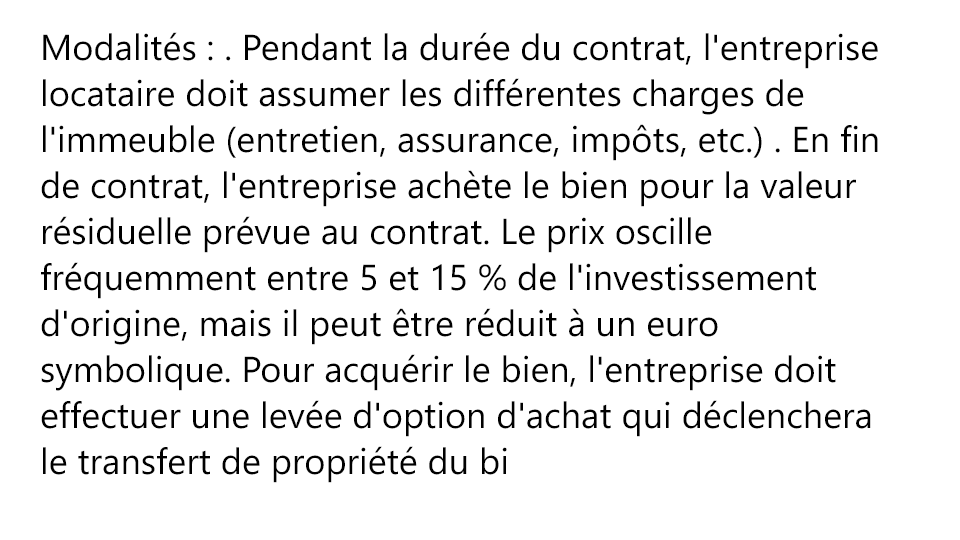 Modalités : . Pendant la durée du contrat, l'entreprise
locataire doit assumer les différentes charges de
l'immeuble (entretien, assurance, impôts, etc.) . En fin
de contrat, l'entreprise achète le bien pour la valeur
résiduelle prévue au contrat. Le prix oscille
fréquemment entre 5 et 15 % de l'investissement
d'origine, mais il peut être réduit à un euro
symbolique. Pour acquérir le bien, l'entreprise doit
effectuer une levée d'option d'achat qui déclenchera
le transfert de propriété du bi